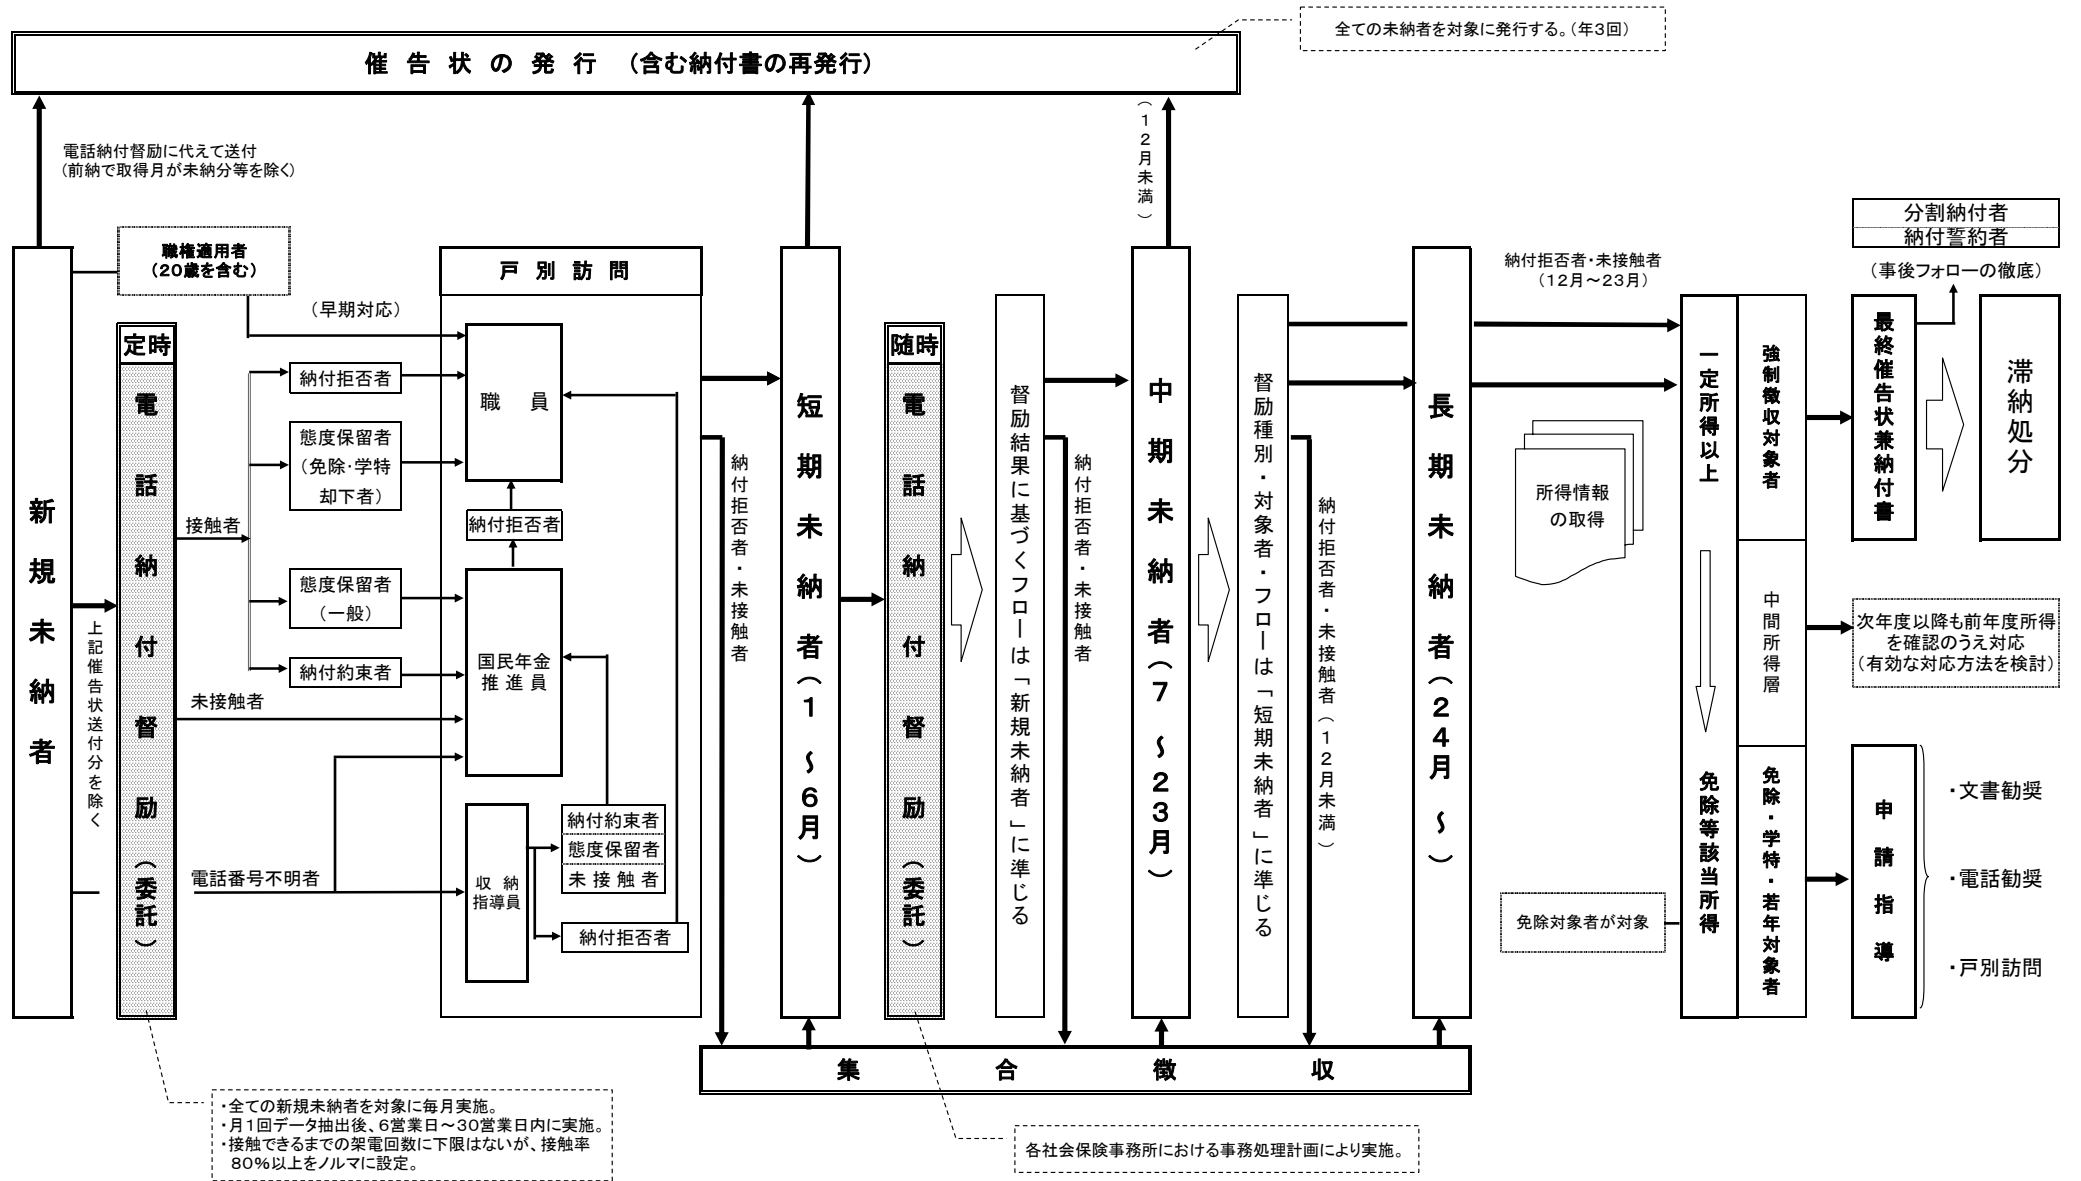 全ての未納者を対象に発行する。（年３回）
催告状の発行　（含む納付書の再発行）
電話納付督励に代えて送付
（前納で取得月が未納分等を除く）
（１２月未満）
新規未納者
職権適用者
（２０歳を含む）
上記催告状送付分を除く
定時
電話納付督励（委託）
（早期対応）
接触者
納付拒否者
態度保留者
（免除・学特
却下者）
態度保留者
（一般）
納付約束者
未接触者
電話番号不明者
戸別訪問
職員
納付拒否者
国民年金
推進員
収納
指導員
納付約束者
態度保留者
未接触者
納付拒否者
納付拒否者・未接触者
短期未納者（１～６月）
随時
電話納付督励（委託）
督励結果に基づくフローは「新規未納者」に準じる
納付拒否者・未接触者
中期未納者（７～２３月）
督励種別・対象者・フローは「短期未納者」に準じる
納付拒否者・未接触者（１２月未満）
長期未納者（２４月～）
集合徴収
納付拒否者・未接触者
（12月～23月）
所得情報
の取得
免除対象者が対象
一定所得以上
免除等該当所得
強制徴収対象者
中間所得層
免除・学特・若年対象者
分割納付者
納付誓約者
（事後フォローの徹底）
最終催告状兼納付書
滞納処分
次年度以降も前年度所得
を確認のうえ対応
（有効な対応方法を検討）
申請指導
・文書勧奨
・電話勧奨
・戸別訪問
・全ての新規未納者を対象に毎月実施。
・月１回データ抽出後、６営業日～３０営業日内に実施。
・接触できるまでの架電回数に下限はないが、接触率
８０％以上をノルマに設定。
各社会保険事務所における事務処理計画により実施。